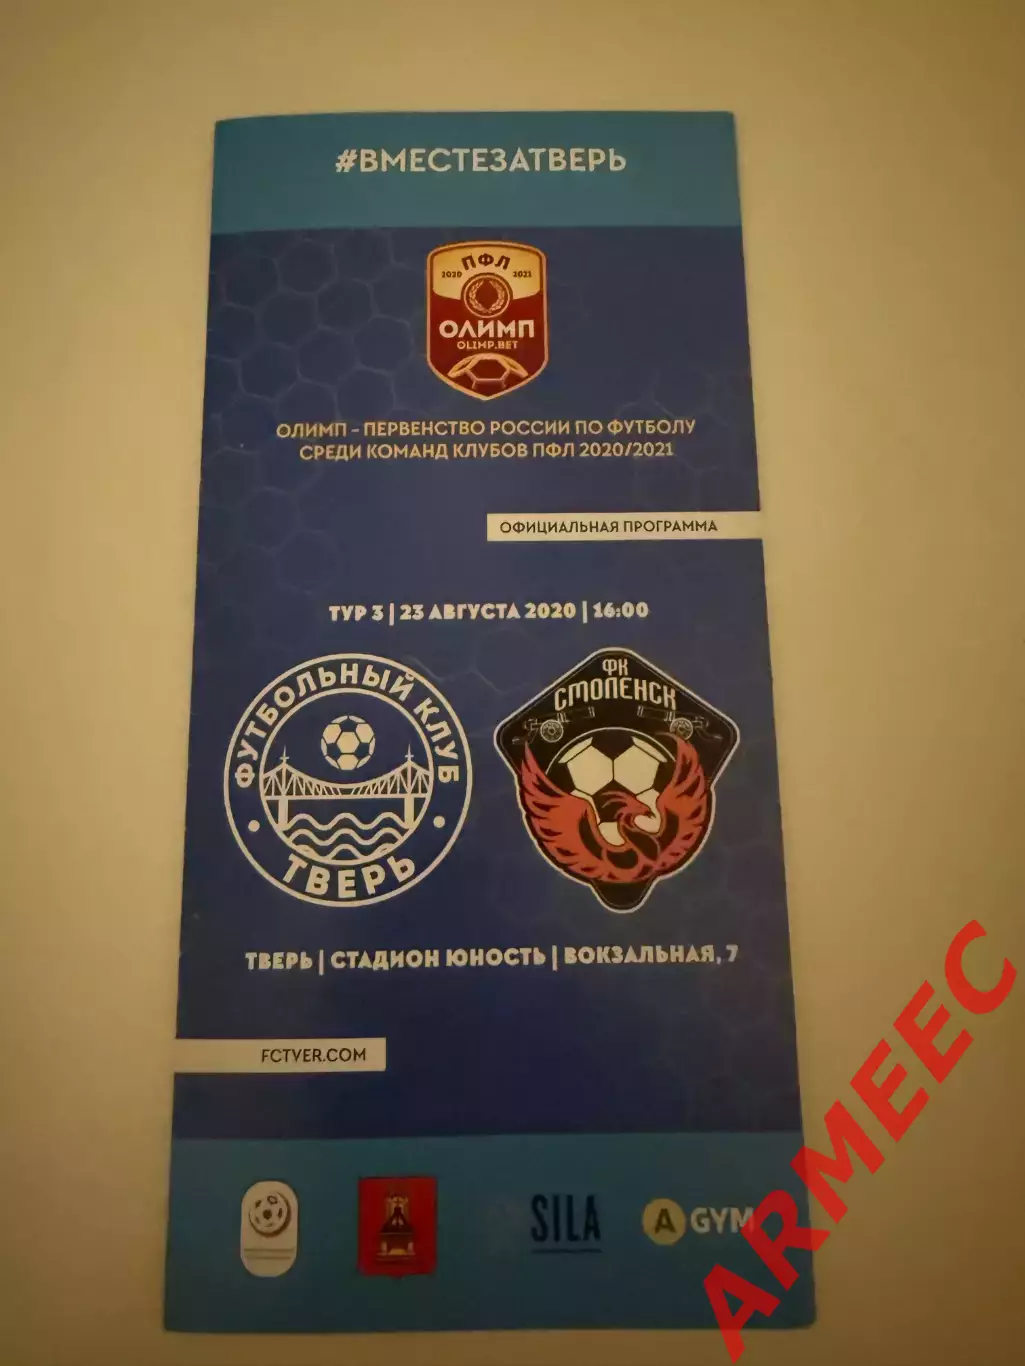 #ВМЕСТЕЗАТВЕРЬ
ПФЛ
2020 2021
ОЛИМП
OLIMP.BET
ОЛИМП - ПЕРВЕНСТВО РОССИИ ПО ФУТБОЛУ
СРЕДИ КОМАНД КЛУБОВ ПФЛ 2020/2021
ОФИЦИАЛЬНАЯ ПРОГРАММА
ТУР 3 | 23 АВГУСТА 2020 | 16:00
ФУТБОЛЬНЫЙ КЛУБ
ТВЕРЬ
ФК
СМОЛЕНСК
ТВЕРЬ | СТАДИОН ЮНОСТЬ | ВОКЗАЛЬНАЯ, 7
FCTVER.COM
SILA
A GYM
ARMEEC